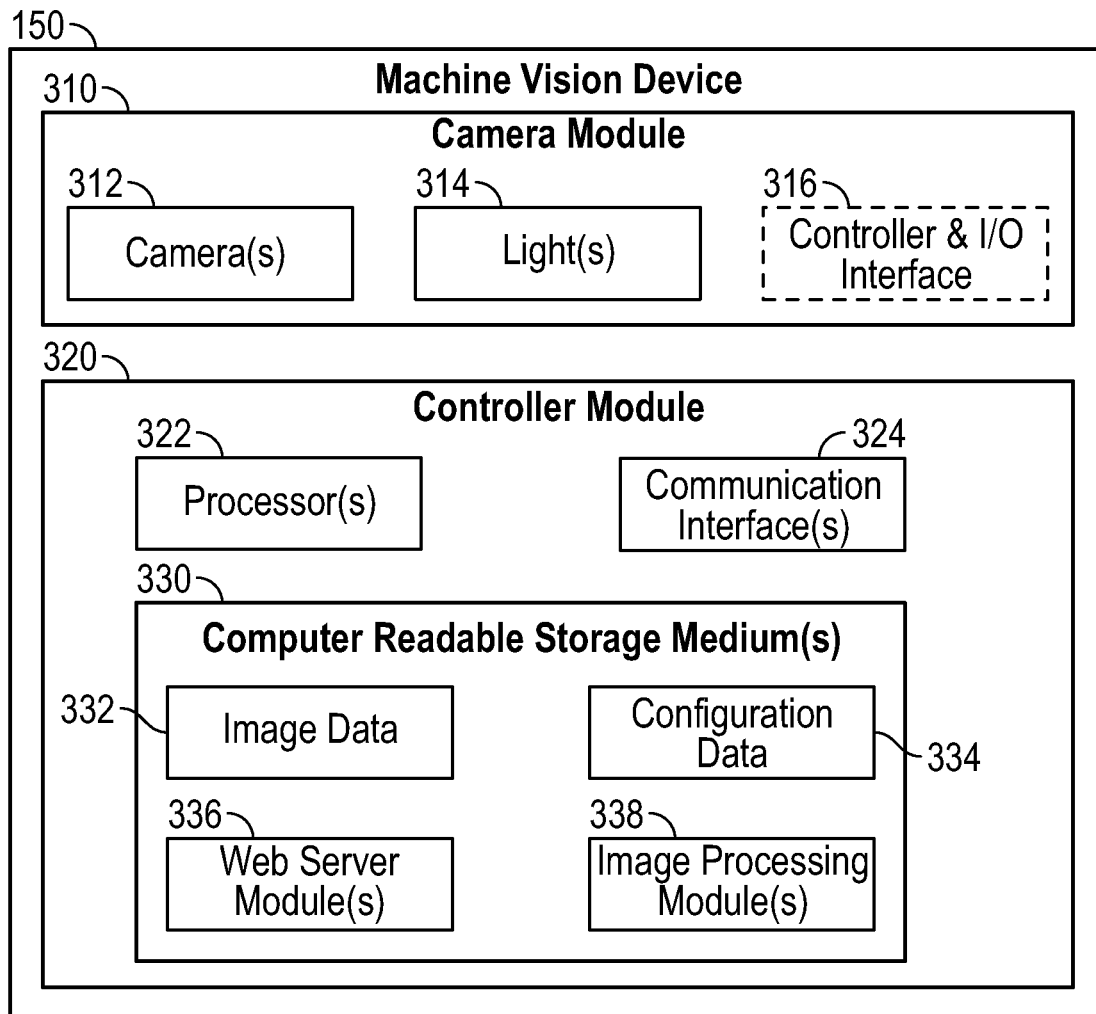 150
Machine Vision Device
310
Camera Module
312
314
316
Camera(s)
Light(s)
Controller & I/O
Interface
320
Controller Module
322
324
Processor(s)
Communication
Interface(s)
330
Computer Readable Storage Medium(s)
332
Image Data
Configuration
Data
334
336
338
Web Server
Module(s)
Image Processing
Module(s)